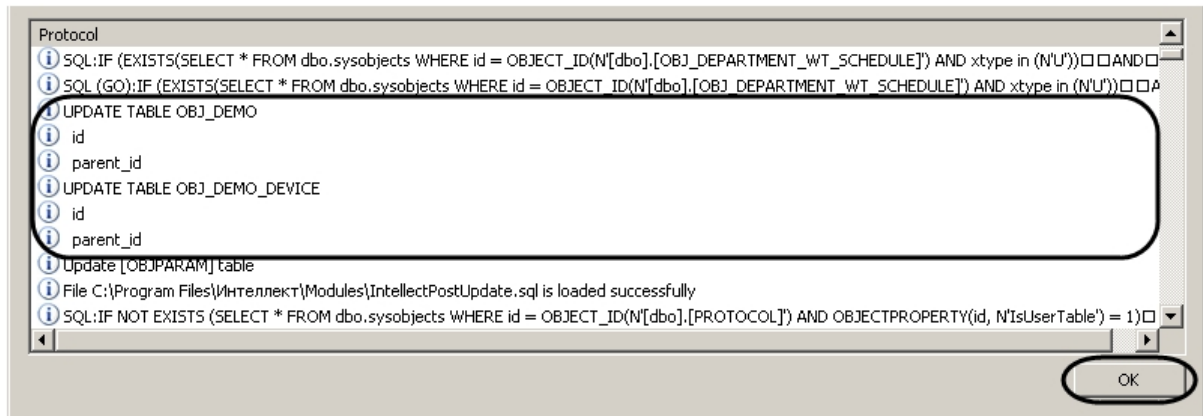 Protocol
SQL:IF (EXISTS(SELECT * FROM dbo.sysobjects WHERE id = OBJECT_ID(N'[dbo].[OBJ_DEPARTMENT_WT_SCHEDULE]') AND xtype in (N'U'))□□AND□
SQL (GO):IF (EXISTS(SELECT * FROM dbo.sysobjects WHERE id = OBJECT_ID(N'[dbo].[OBJ_DEPARTMENT_WT_SCHEDULE]') AND xtype in (N'U'))□□A
UPDATE TABLE OBJ_DEMO
id
parent_id
UPDATE TABLE OBJ_DEMO_DEVICE
id
parent_id
Update [OBJPARAM] table
File C:\Program Files\Интеллект\Modules\IntellectPostUpdate.sql is loaded successfully
SQL:IF NOT EXISTS (SELECT * FROM dbo.sysobjects WHERE id = OBJECT_ID(N'[dbo].[PROTOCOL]') AND OBJECTPROPERTY(id, N'IsUserTable') = 1)□
OK